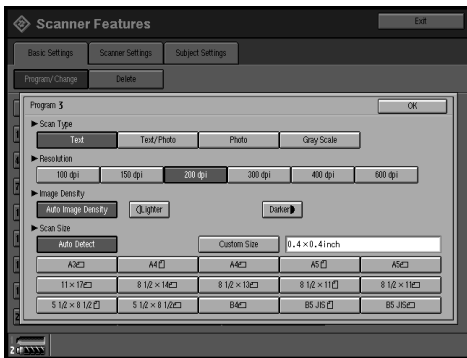 Scanner Features
Exit
Basic Settings Scanner Settings Subject Settings
Program/Change Delete
Program 3
OK
►Scan Type
Text Text/Photo Photo Gray Scale
►Resolution
100 dpi 150 dpi 200 dpi 300 dpi 400 dpi 600 dpi
►Image Density
Auto Image Density Lighter Darker
►Scan Size
Auto Detect Custom Size 0.4×0.4inch
A3 A4 A4 A5 A5
11×17 8 1/2×14 8 1/2×13 8 1/2×11 8 1/2×11
5 1/2×8 1/2 5 1/2×8 1/2 B4 B5 JIS B5 JIS
2